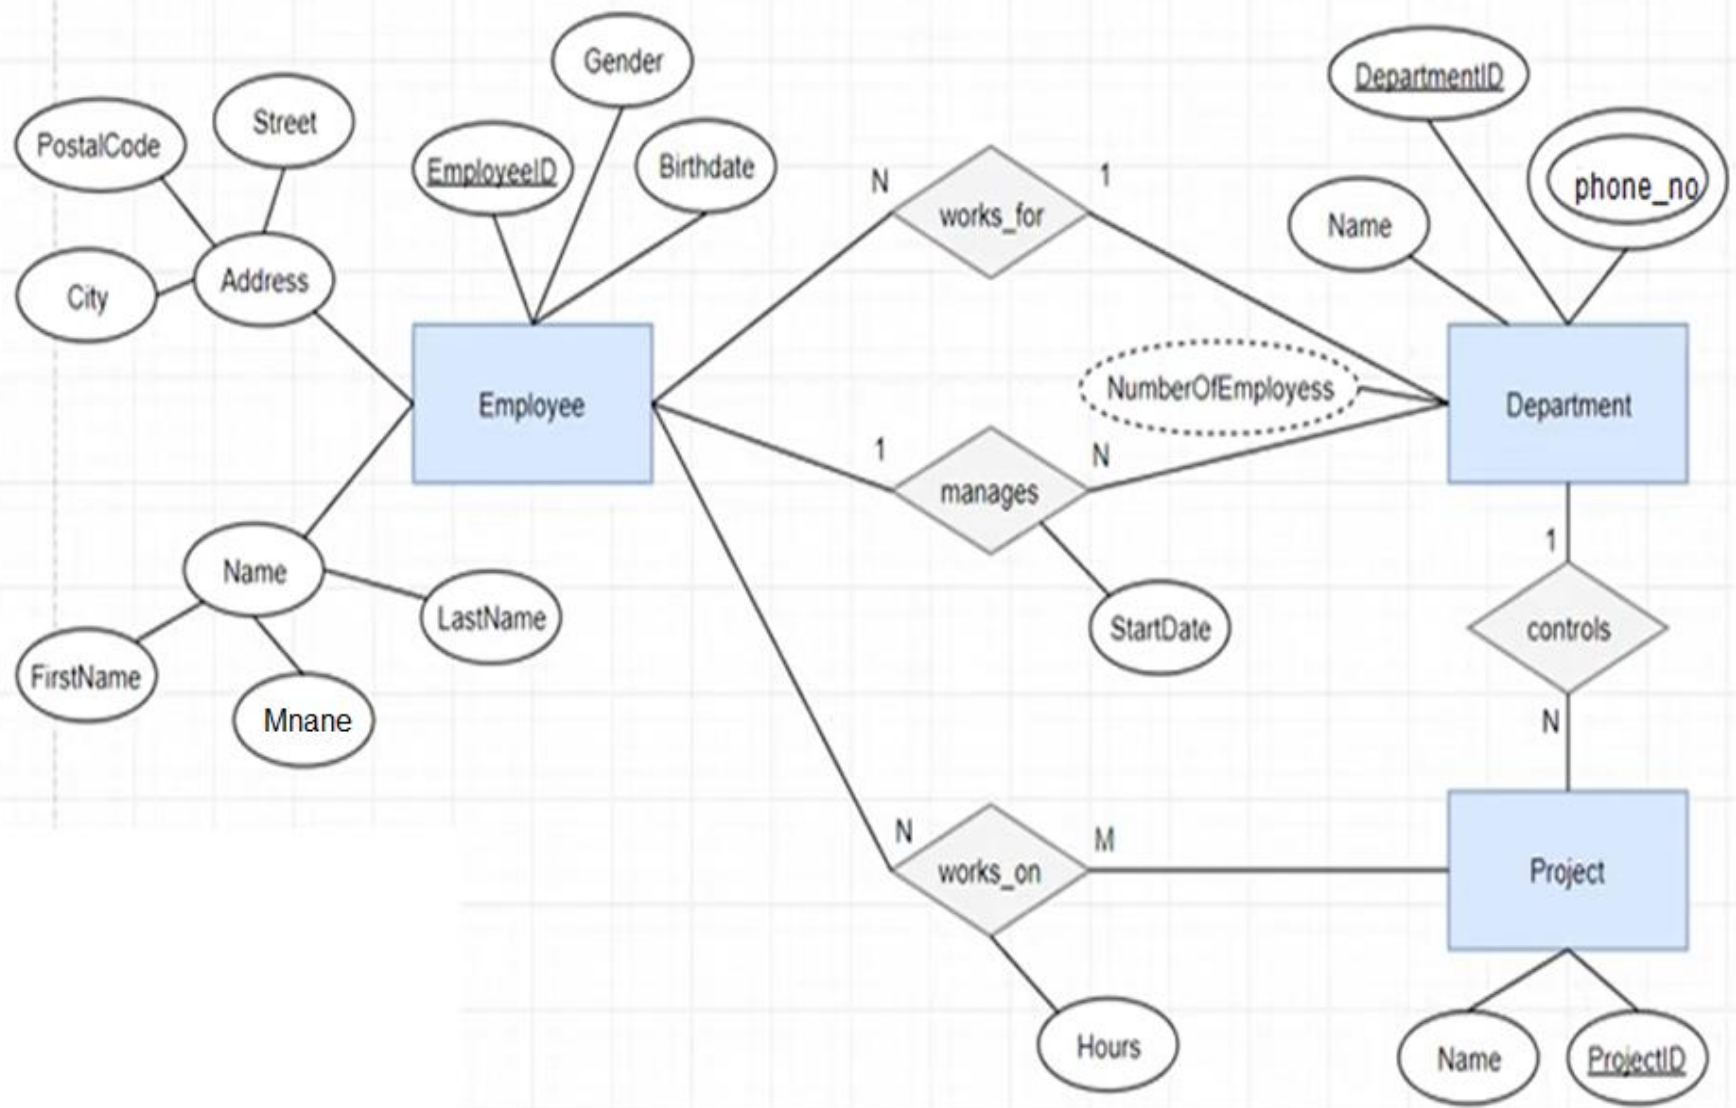 Gender
DepartmentID
Street
PostalCode
EmployeeID
Birthdate
N
1
phone_no
works_for
Name
City
Address
NumberOfEmployess
Employee
Department
1
N
manages
1
Name
LastName
StartDate
controls
FirstName
Mnane
N
N
M
works_on
Project
Hours
Name
ProjectID